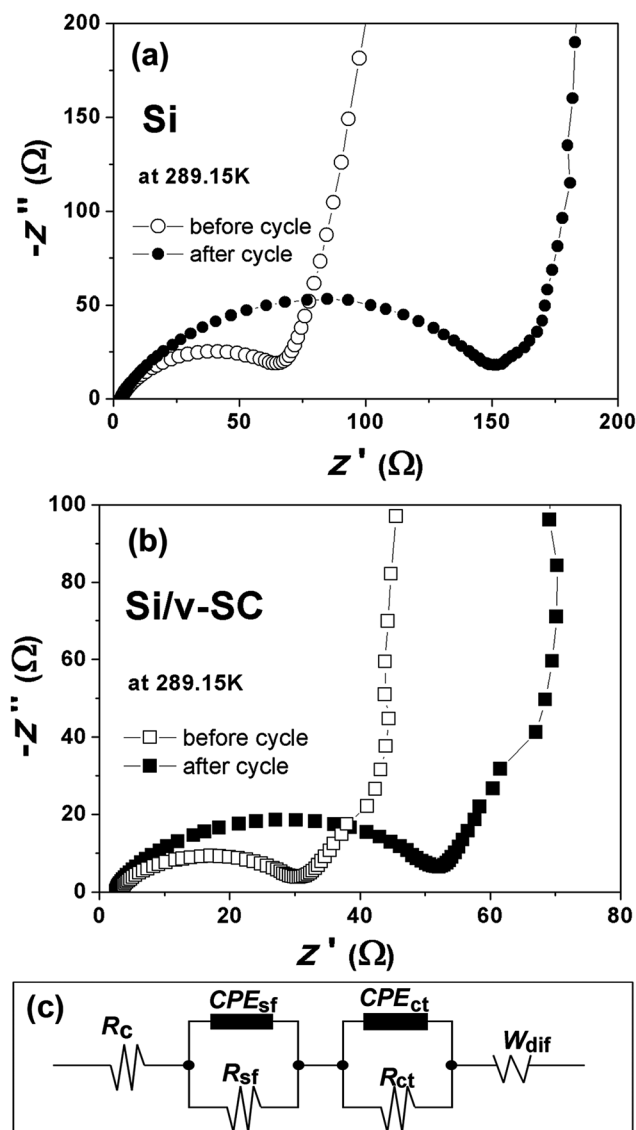 (a)
Si
at 289.15K
before cycle
after cycle
-z'' (Ω)
200
150
100
50
0
0 50 100 150 200
z' (Ω)
(b)
Si/v-SC
at 289.15K
before cycle
after cycle
-z'' (Ω)
100
80
60
40
20
0
0 20 40 60 80
z' (Ω)
(c)
CPEsf CPEct
Rc Wdif
Rsf Rct